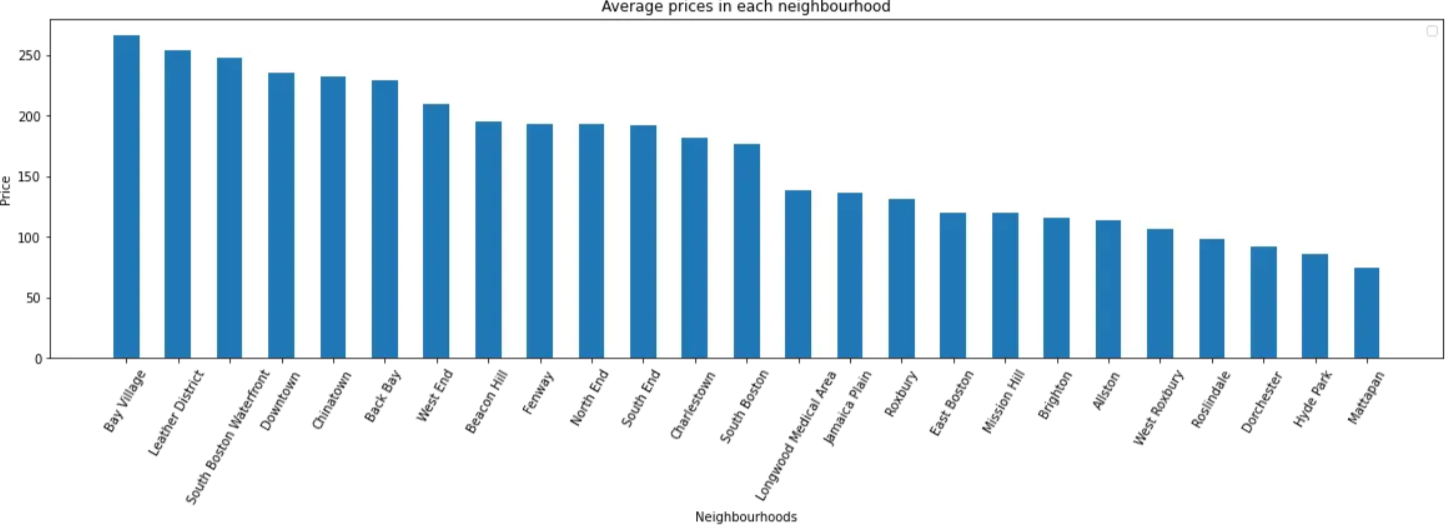 Average prices in each neighbourhood
Price
250
200
150
100
50
0
Bay Village
Leather District
South Boston Waterfront
Downtown
Chinatown
Back Bay
West End
Beacon Hill
Fenway
North End
South End
Charlestown
South Boston
Longwood Medical Area
Jamaica Plain
Roxbury
East Boston
Mission Hill
Brighton
Allston
West Roxbury
Roslindale
Dorchester
Hyde Park
Mattapan
Neighbourhoods